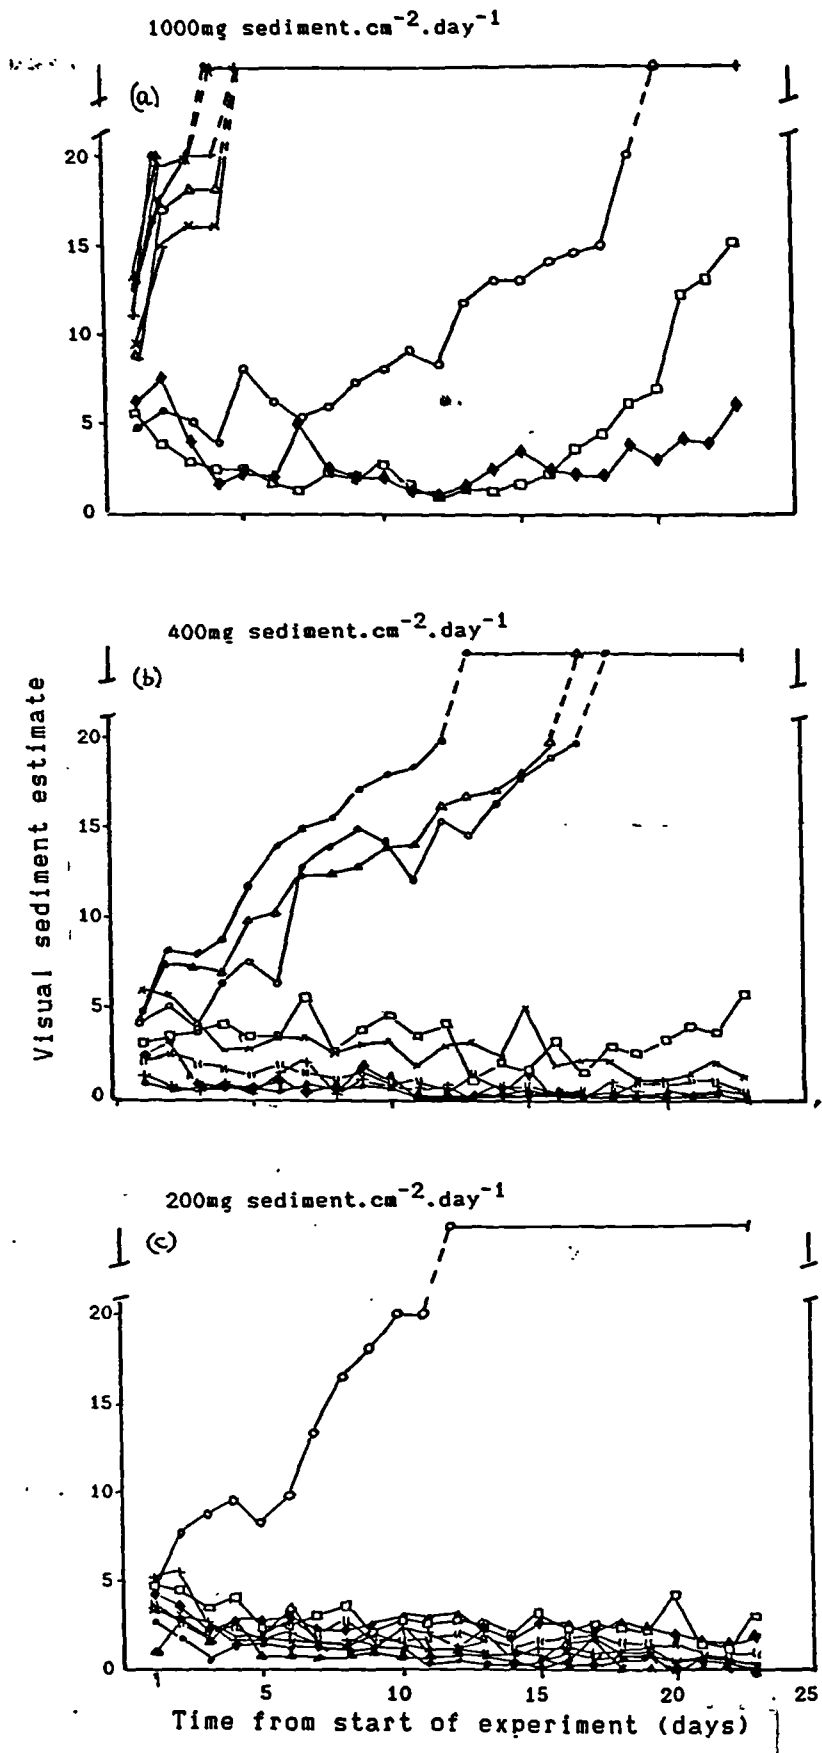 1000mg sediment.cm-2.day-1
(a)
20
15
10
5
0
400mg sediment.cm-2.day-1
(b)
20
15
10
5
0
Visual sediment estimate
200mg sediment.cm-2.day-1
(c)
20
15
10
5
0
1 5 10 15 20 25
Time from start of experiment (days)